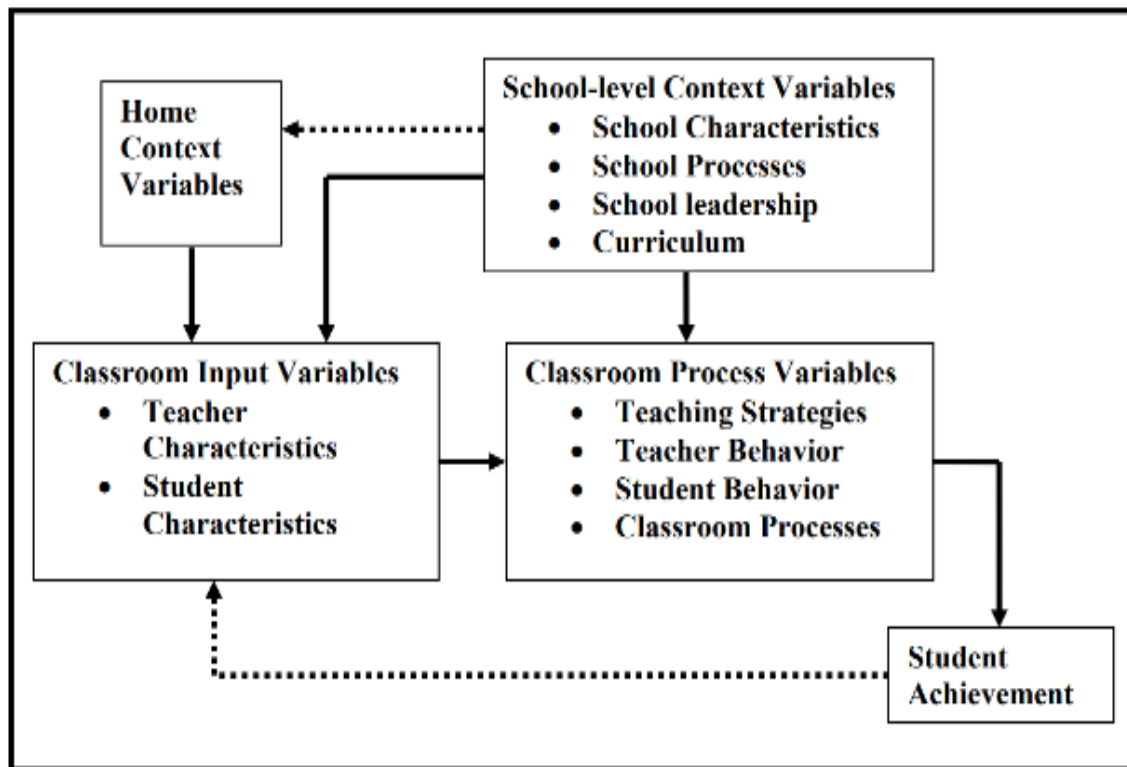 Home
Context
Variables
School-level Context Variables
• School Characteristics
• School Processes
• School leadership
• Curriculum
Classroom Input Variables
• Teacher
Characteristics
• Student
Characteristics
Classroom Process Variables
• Teaching Strategies
• Teacher Behavior
• Student Behavior
• Classroom Processes
Student
Achievement